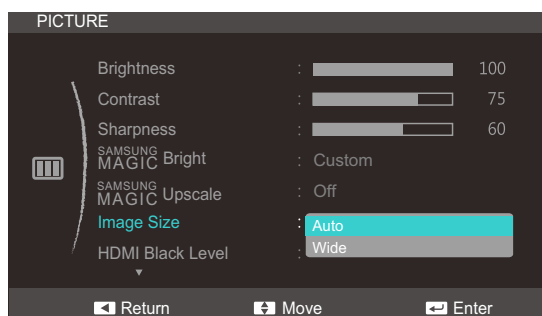 PICTURE
Brightness : 100
Contrast : 75
Sharpness : 60
SAMSUNG MAGIC Bright : Custom
SAMSUNG MAGIC Upscale : Off
Image Size : Auto
Wide
HDMI Black Level :
Return Move Enter